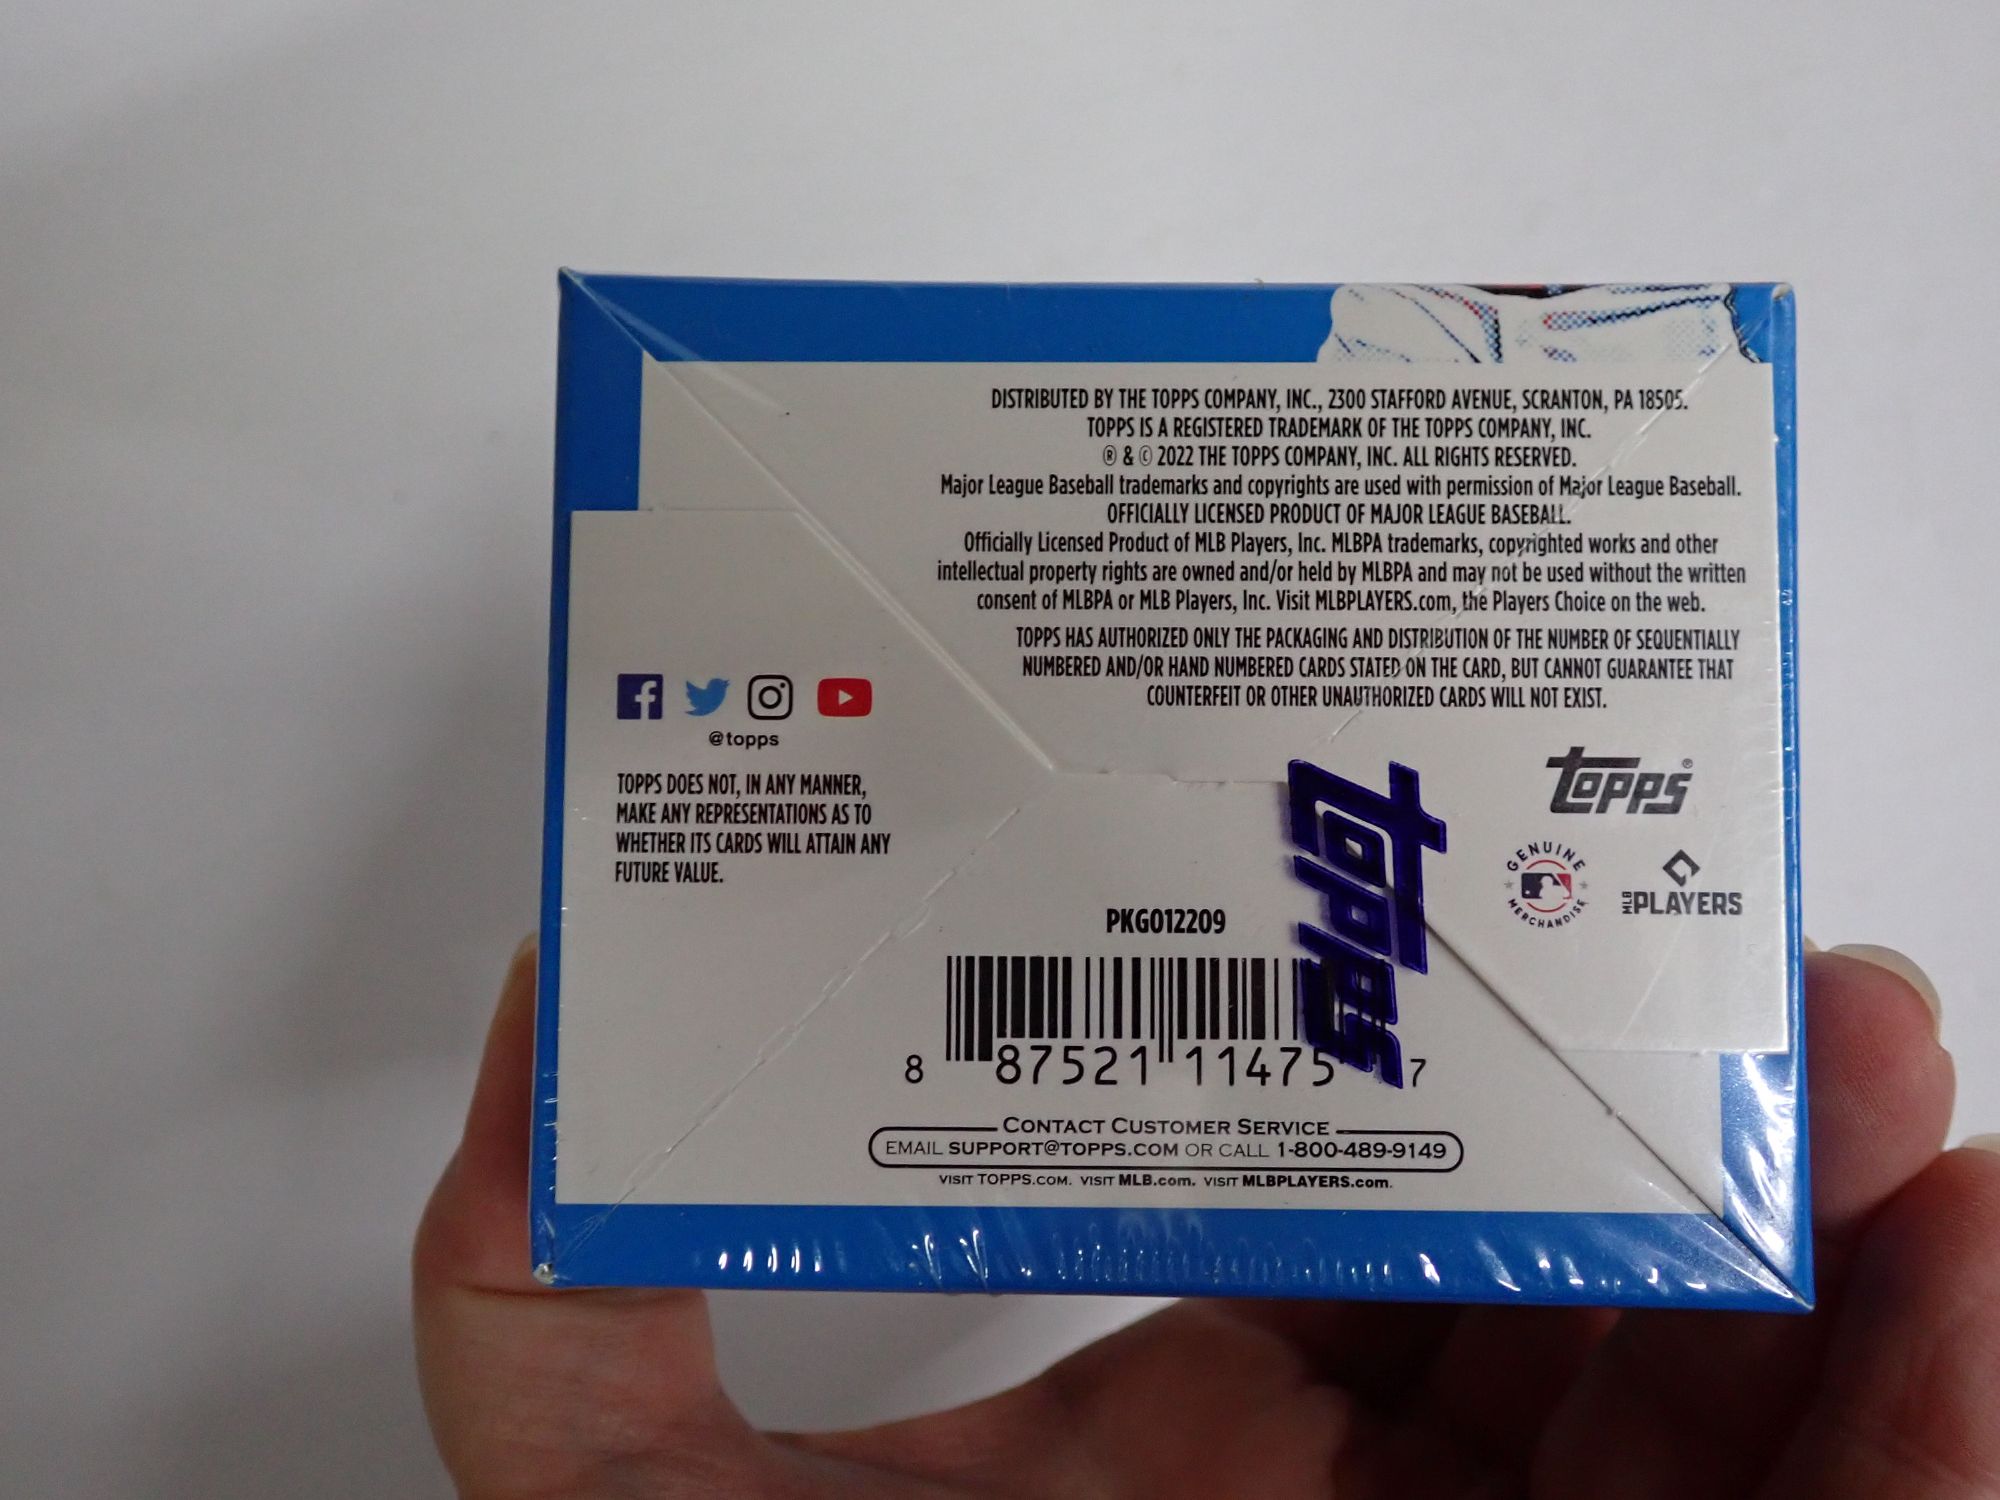 DISTRIBUTED BY THE TOPPS COMPANY, INC., 2300 STAFFORD AVENUE, SCRANTON, PA 18505.
TOPPS IS A REGISTERED TRADEMARK OF THE TOPPS COMPANY, INC.
® & © 2022 THE TOPPS COMPANY, INC. ALL RIGHTS RESERVED.
Major League Baseball trademarks and copyrights are used with permission of Major League Baseball.
OFFICIALLY LICENSED PRODUCT OF MAJOR LEAGUE BASEBALL.
Officially Licensed Product of MLB Players, Inc. MLBPA trademarks, copyrighted works and other
intellectual property rights are owned and/or held by MLBPA and may not be used without the written
consent of MLBPA or MLB Players, Inc. Visit MLBPLAYERS.com, the Players Choice on the web.
TOPPS HAS AUTHORIZED ONLY THE PACKAGING AND DISTRIBUTION OF THE NUMBER OF SEQUENTIALLY
NUMBERED AND/OR HAND NUMBERED CARDS STATED ON THE CARD, BUT CANNOT GUARANTEE THAT
COUNTERFEIT OR OTHER UNAUTHORIZED CARDS WILL NOT EXIST.
@topps
TOPPS DOES NOT, IN ANY MANNER,
MAKE ANY REPRESENTATIONS AS TO
WHETHER ITS CARDS WILL ATTAIN ANY
FUTURE VALUE.
topps
topps®
GENUINE
MERCHANDISE
MLB PLAYERS
PKG012209
8 87521 11475 7
CONTACT CUSTOMER SERVICE
EMAIL SUPPORT@TOPPS.COM OR CALL 1-800-489-9149
VISIT TOPPS.COM. VISIT MLB.com. VISIT MLBPLAYERS.com.